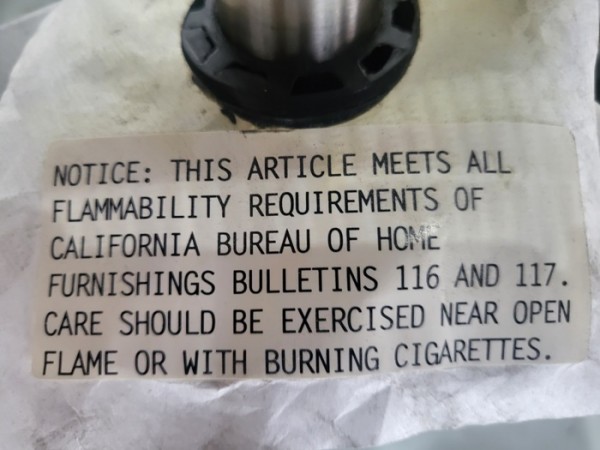 NOTICE: THIS ARTICLE MEETS ALL
FLAMMABILITY REQUIREMENTS OF
CALIFORNIA BUREAU OF HOME
FURNISHINGS BULLETINS 116 AND 117.
CARE SHOULD BE EXERCISED NEAR OPEN
FLAME OR WITH BURNING CIGARETTES.